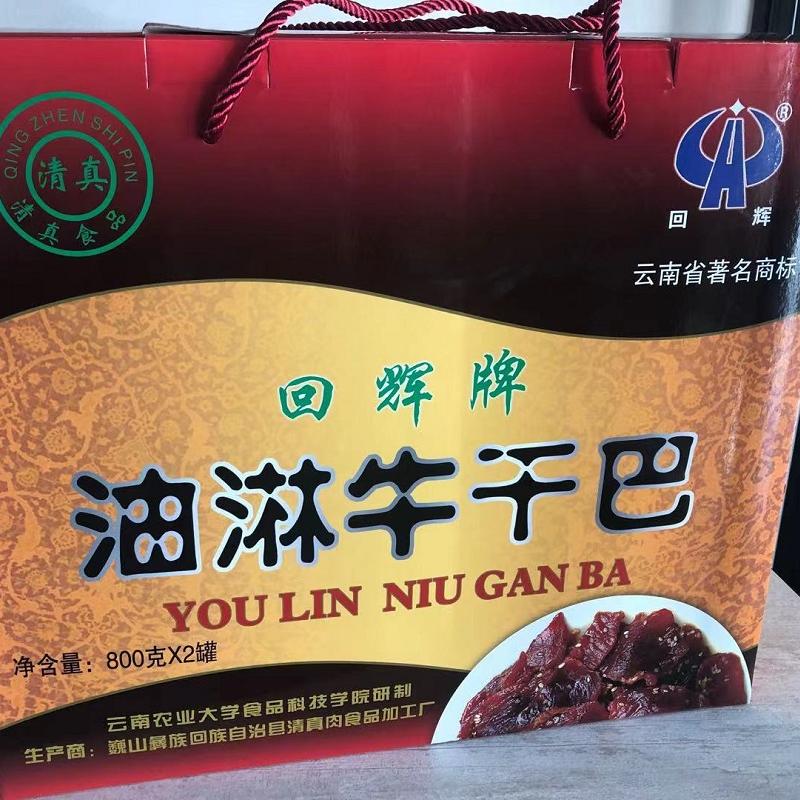 QING ZHEN SHI PIN
清真
清真食品
®
回辉
云南省著名商标
回辉牌
油淋牛干巴
YOU LIN NIU GAN BA
净含量：800克X2罐
云南农业大学食品科技学院研制
生产商：巍山彝族回族自治县清真肉食品加工厂